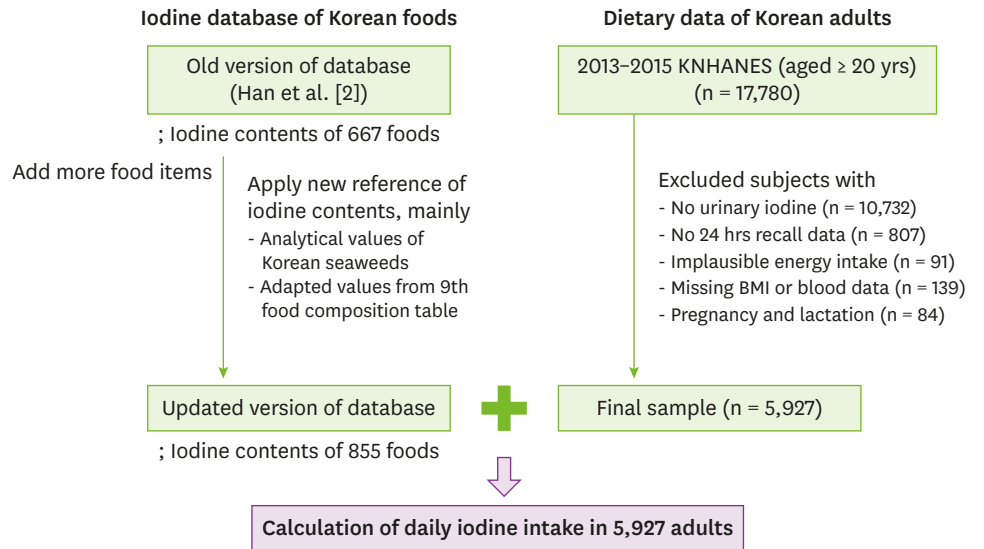 Iodine database of Korean foods
Old version of database
(Han et al. [2])
; Iodine contents of 667 foods
Add more food items
Apply new reference of
iodine contents, mainly
- Analytical values of
Korean seaweeds
- Adapted values from 9th
food composition table
Updated version of database
; Iodine contents of 855 foods
Dietary data of Korean adults
2013–2015 KNHANES (aged ≥ 20 yrs)
(n = 17,780)
Excluded subjects with
- No urinary iodine (n = 10,732)
- No 24 hrs recall data (n = 807)
- Implausible energy intake (n = 91)
- Missing BMI or blood data (n = 139)
- Pregnancy and lactation (n = 84)
Final sample (n = 5,927)
Calculation of daily iodine intake in 5,927 adults